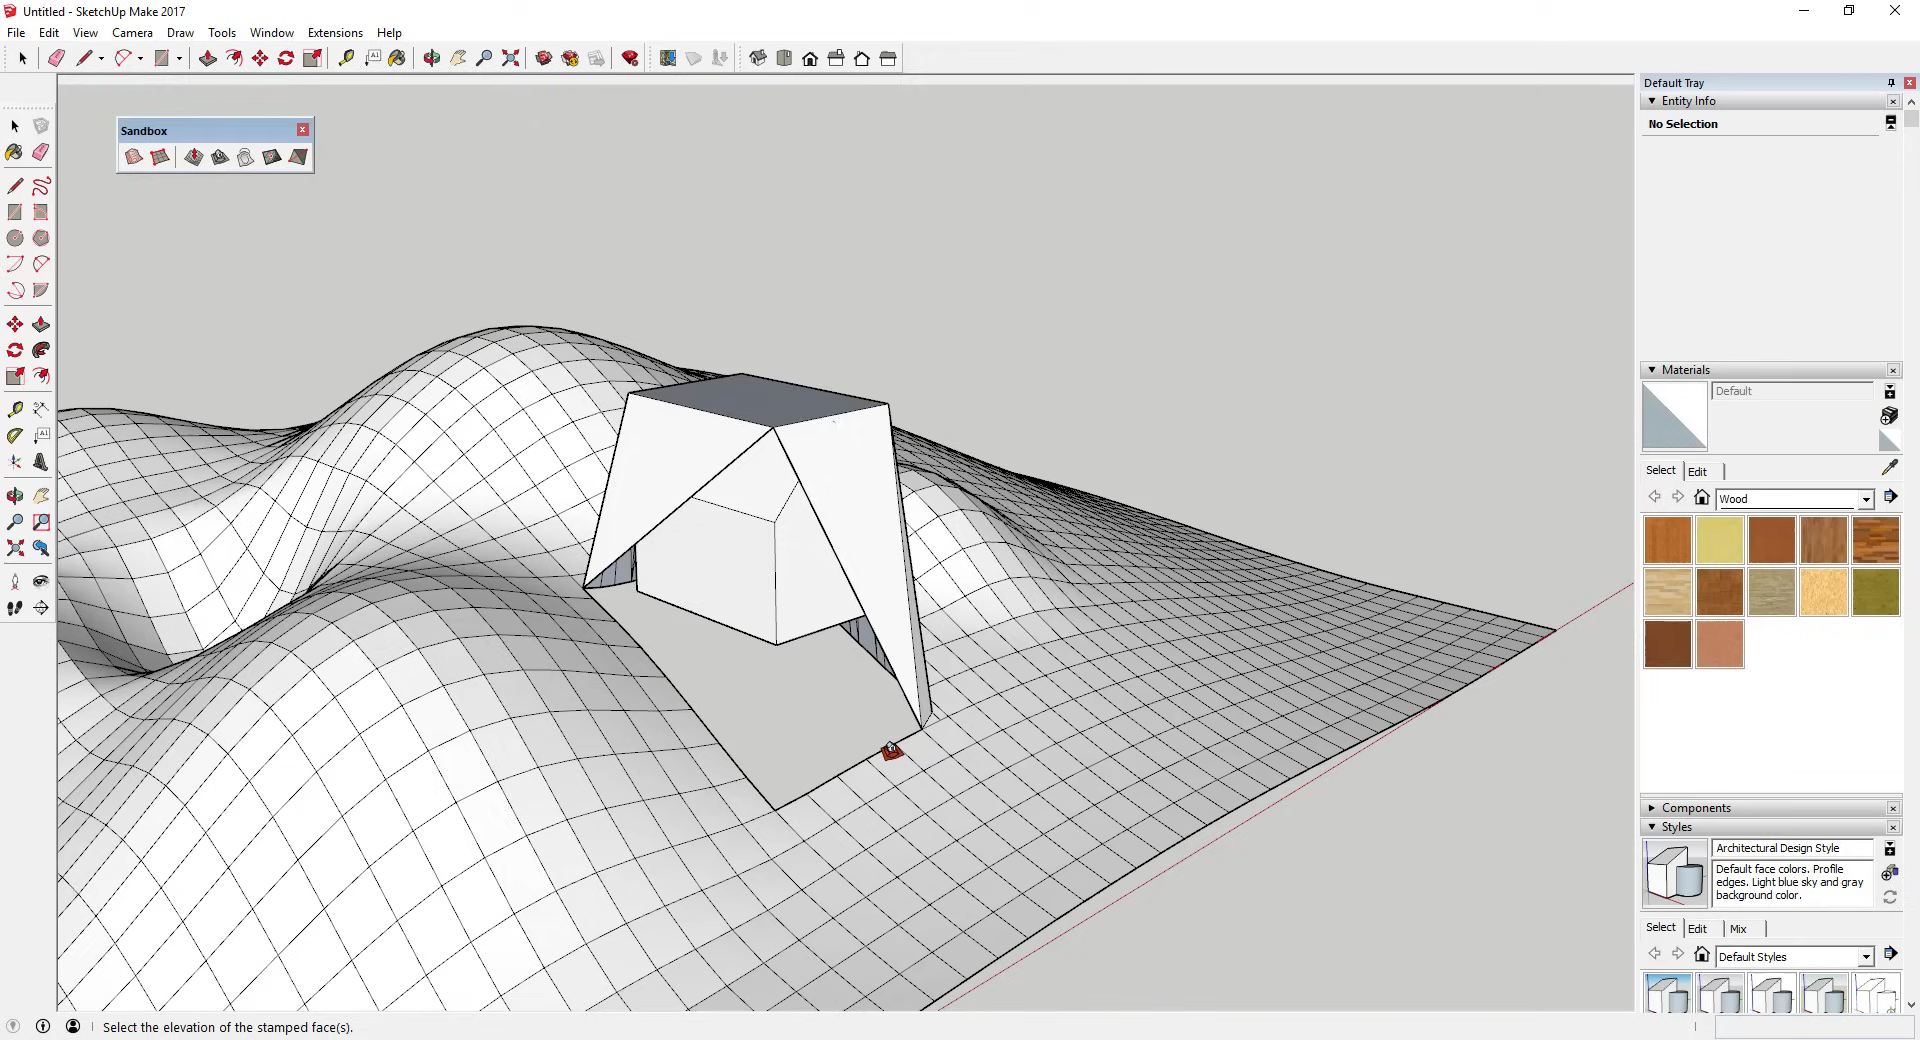 Untitled - SketchUp Make 2017
File Edit View Camera Draw Tools Window Extensions Help
Default Tray
Entity Info
No Selection
Sandbox
Materials
Default
Select Edit
Wood
Components
Styles
Architectural Design Style
Default face colors. Profile
edges. Light blue sky and gray
background color.
Select Edit Mix
Default Styles
Select the elevation of the stamped face(s).